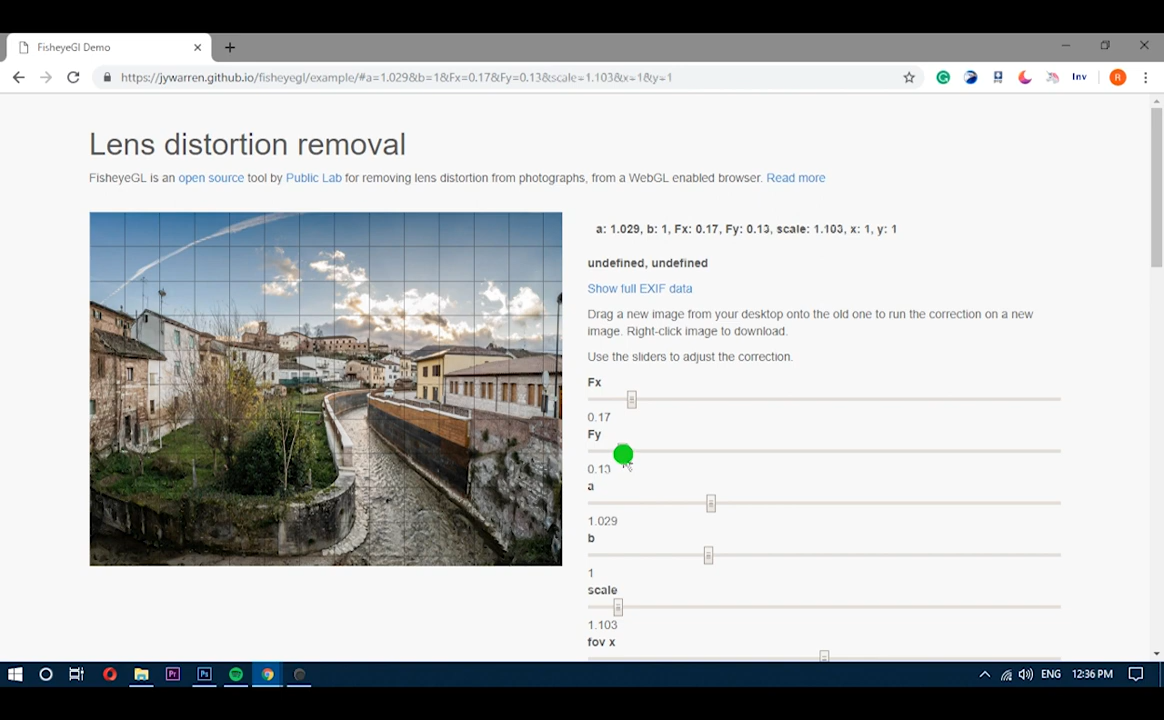 FisheyeGl Demo
https://jywarren.github.io/fisheyegl/example/#a=1.029&b=1&Fx=0.17&Fy=0.13&scale=1.103&x=1&y=1
Inv
R
Lens distortion removal
FisheyeGL is an open source tool by Public Lab for removing lens distortion from photographs, from a WebGL enabled browser. Read more
a: 1.029, b: 1, Fx: 0.17, Fy: 0.13, scale: 1.103, x: 1, y: 1
undefined, undefined
Show full EXIF data
Drag a new image from your desktop onto the old one to run the correction on a new
image. Right-click image to download.
Use the sliders to adjust the correction.
Fx
0.17
Fy
0.13
a
1.029
b
1
scale
1.103
fov x
Pr
Ps
ENG
12:36 PM